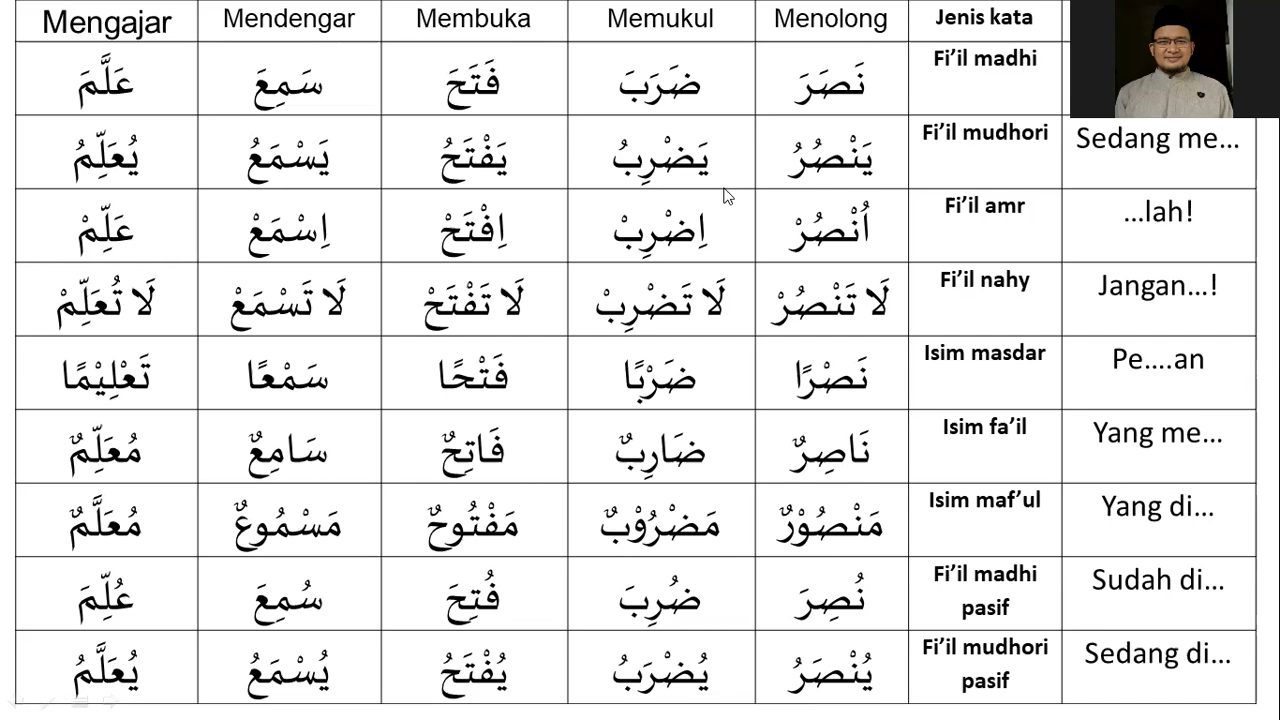 Mengajar Mendengar Membuka Memukul Menolong Jenis kata
عَلَّمَ سَمِعَ فَتَحَ ضَرَبَ نَصَرَ Fi’il madhi
يُعَلِّمُ يَسْمَعُ يَفْتَحُ يَضْرِبُ يَنْصُرُ Fi’il mudhori Sedang me...
عَلِّمْ اِسْمَعْ اِفْتَحْ اِضْرِبْ اُنْصُرْ Fi’il amr ...lah!
لَا تُعَلِّمْ لَا تَسْمَعْ لَا تَفْتَحْ لَا تَضْرِبْ لَا تَنْصُرْ Fi’il nahy Jangan...!
تَعْلِيْمًا سَمْعًا فَتْحًا ضَرْبًا نَصْرًا Isim masdar Pe....an
مُعَلِّمٌ سَامِعٌ فَاتِحٌ ضَارِبٌ نَاصِرٌ Isim fa’il Yang me...
مُعَلَّمٌ مَسْمُوعٌ مَفْتُوحٌ مَضْرُوْبٌ مَنْصُوْرٌ Isim maf’ul Yang di...
عُلِّمَ سُمِعَ فُتِحَ ضُرِبَ نُصِرَ Fi’il madhi pasif Sudah di...
يُعَلَّمُ يُسْمَعُ يُفْتَحُ يُضْرَبُ يُنْصَرُ Fi’il mudhori pasif Sedang di...